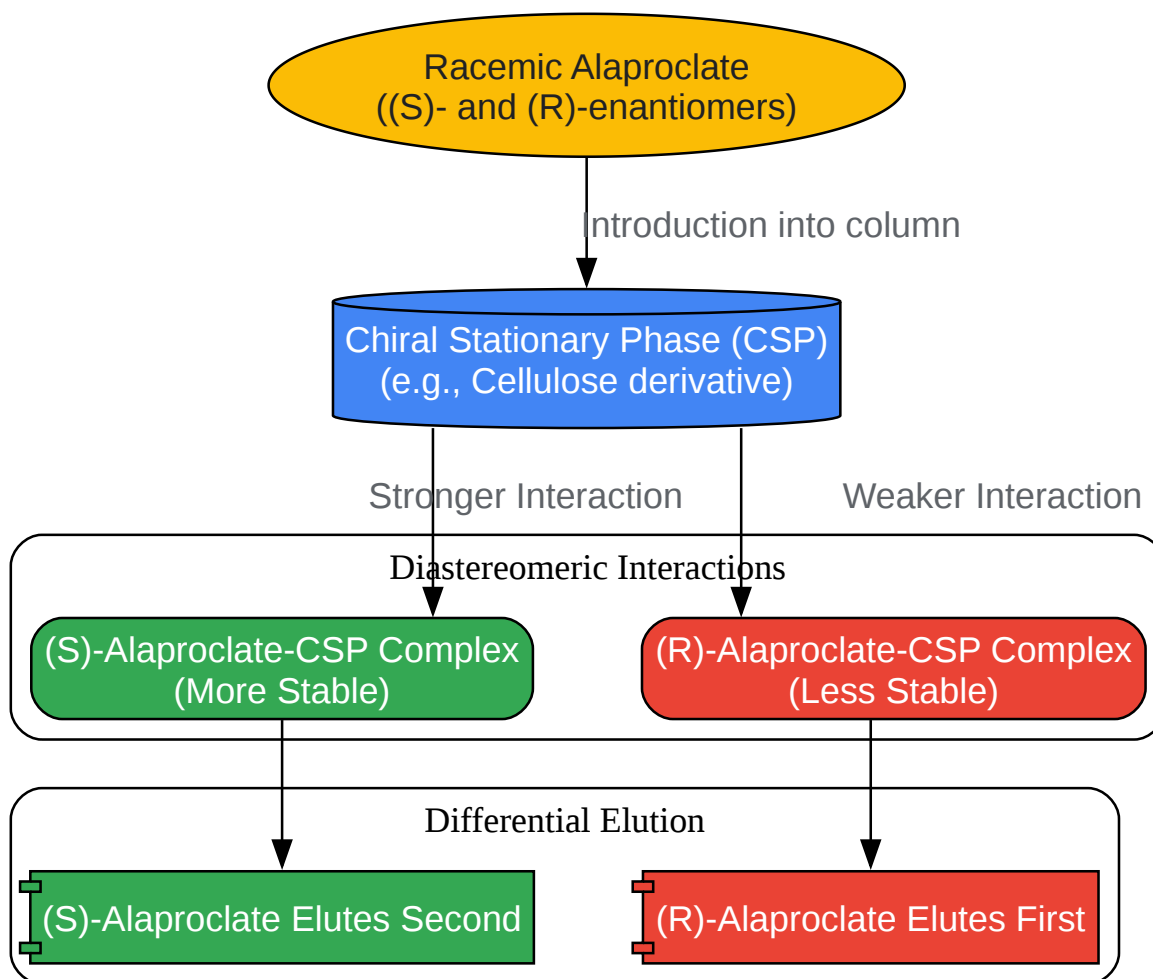 Racemic Alaproclate
((S)- and (R)-enantiomers)
Introduction into column
Chiral Stationary Phase (CSP)
(e.g., Cellulose derivative)
Stronger Interaction
Weaker Interaction
Diastereomeric Interactions
(S)-Alaproclate-CSP Complex
(More Stable)
(R)-Alaproclate-CSP Complex
(Less Stable)
Differential Elution
(S)-Alaproclate Elutes Second
(R)-Alaproclate Elutes First